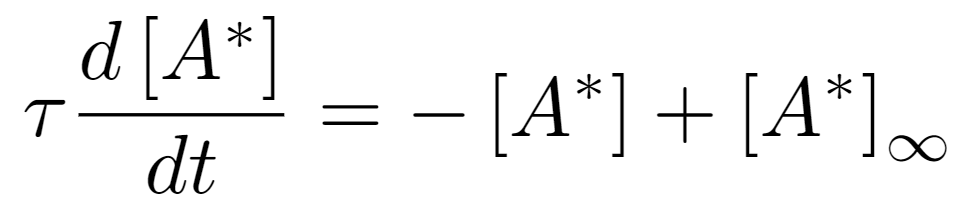 τ d[A*]/dt = −[A*] + [A*]∞